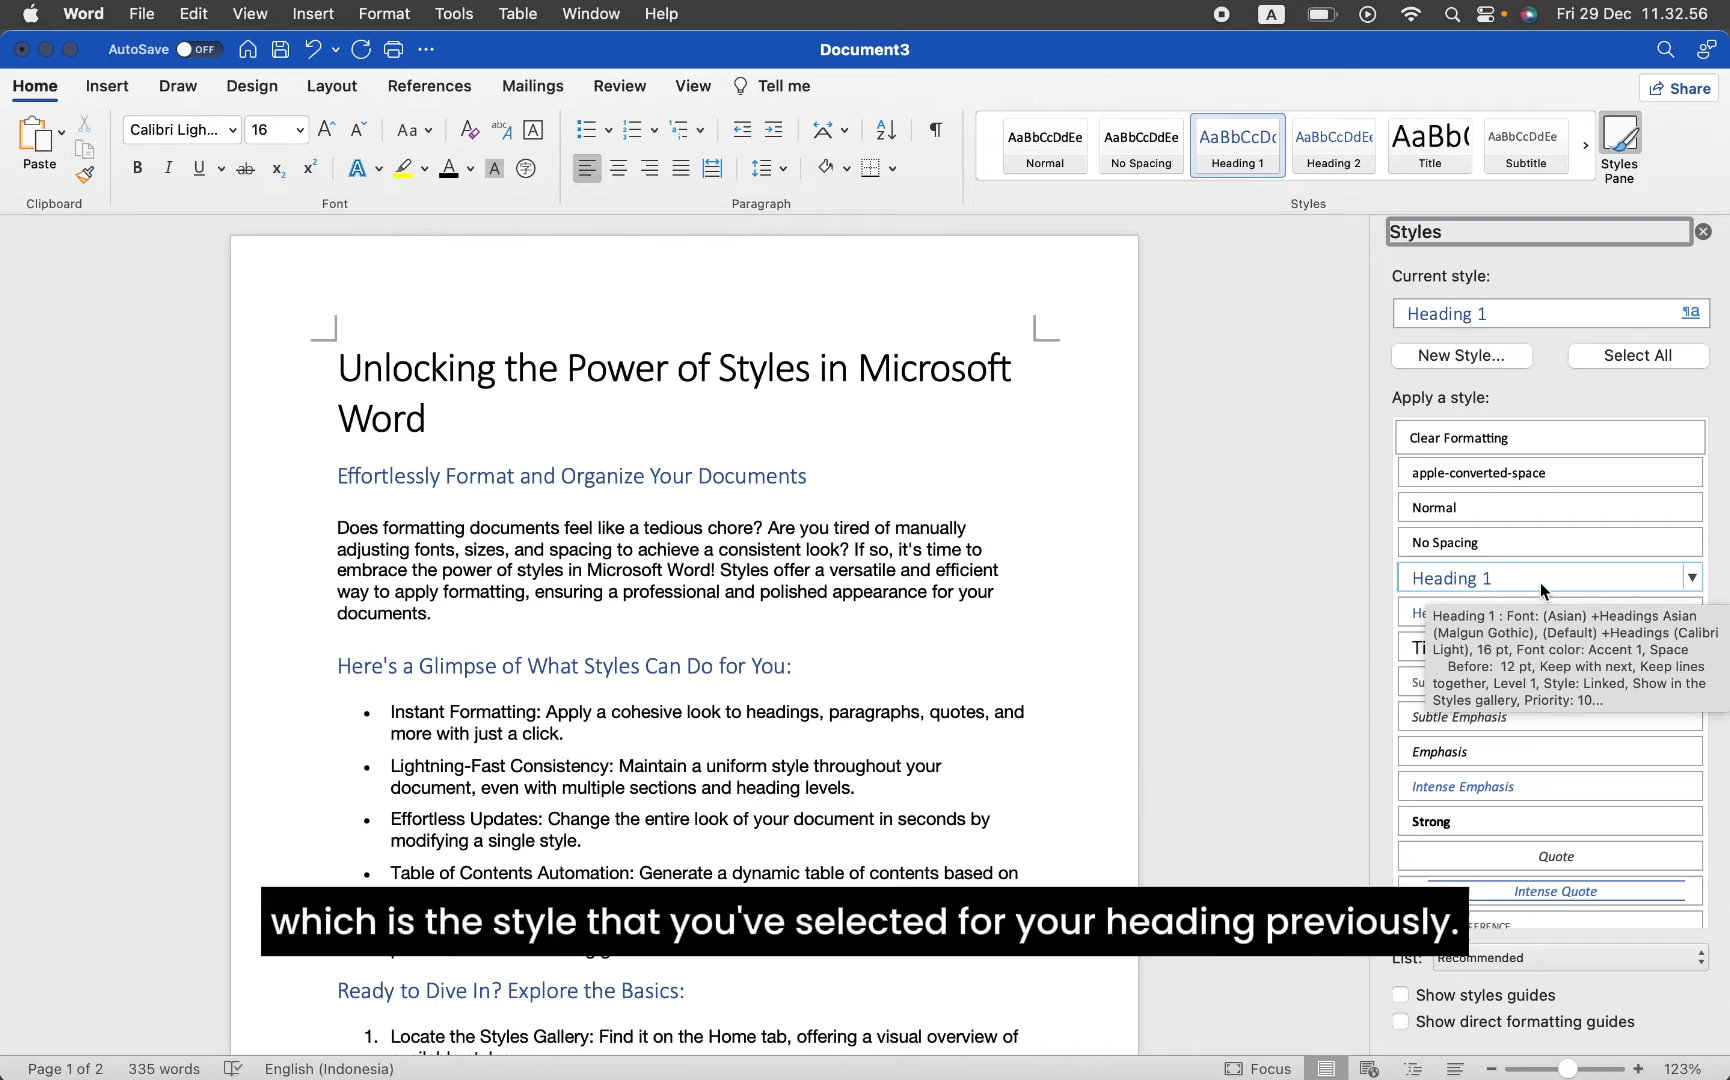 Word File Edit View Insert Format Tools Table Window Help
A
Fri 29 Dec 11.32.56
AutoSave OFF
Document3
Home Insert Draw Design Layout References Mailings Review View Tell me
Share
Paste
Calibri Ligh... 16
Aa
abc
A
B I U ab x₂ x²
A
A
A
字
A
Z
¶
AaBbCcDdEe AaBbCcDdEe AaBbCcDc AaBbCcDdEe AaBb( AaBbCcDdEe
Normal No Spacing Heading 1 Heading 2 Title Subtitle
Styles
Pane
Clipboard Font Paragraph Styles
Styles
Current style:
Heading 1 ¶a
New Style... Select All
Apply a style:
Clear Formatting
apple-converted-space
Normal
No Spacing
Heading 1
He
Ti
Su
Heading 1 : Font: (Asian) +Headings Asian
(Malgun Gothic), (Default) +Headings (Calibri
Light), 16 pt, Font color: Accent 1, Space
Before: 12 pt, Keep with next, Keep lines
together, Level 1, Style: Linked, Show in the
Styles gallery, Priority: 10...
Subtle Emphasis
Emphasis
Intense Emphasis
Strong
Quote
Intense Quote
ERENCE
List: Recommended
Show styles guides
Show direct formatting guides
Unlocking the Power of Styles in Microsoft
Word
Effortlessly Format and Organize Your Documents
Does formatting documents feel like a tedious chore? Are you tired of manually
adjusting fonts, sizes, and spacing to achieve a consistent look? If so, it's time to
embrace the power of styles in Microsoft Word! Styles offer a versatile and efficient
way to apply formatting, ensuring a professional and polished appearance for your
documents.
Here's a Glimpse of What Styles Can Do for You:
• Instant Formatting: Apply a cohesive look to headings, paragraphs, quotes, and
more with just a click.
• Lightning-Fast Consistency: Maintain a uniform style throughout your
document, even with multiple sections and heading levels.
• Effortless Updates: Change the entire look of your document in seconds by
modifying a single style.
• Table of Contents Automation: Generate a dynamic table of contents based on
which is the style that you've selected for your heading previously.
Ready to Dive In? Explore the Basics:
1. Locate the Styles Gallery: Find it on the Home tab, offering a visual overview of
Page 1 of 2 335 words English (Indonesia)
Focus
123%